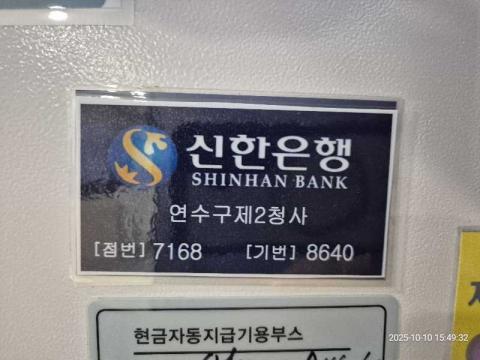 신한은행
SHINHAN BANK
연수구제2청사
[점번] 7168 [기번] 8640
현금자동지급기용부스
2025-10-10 15:49:32